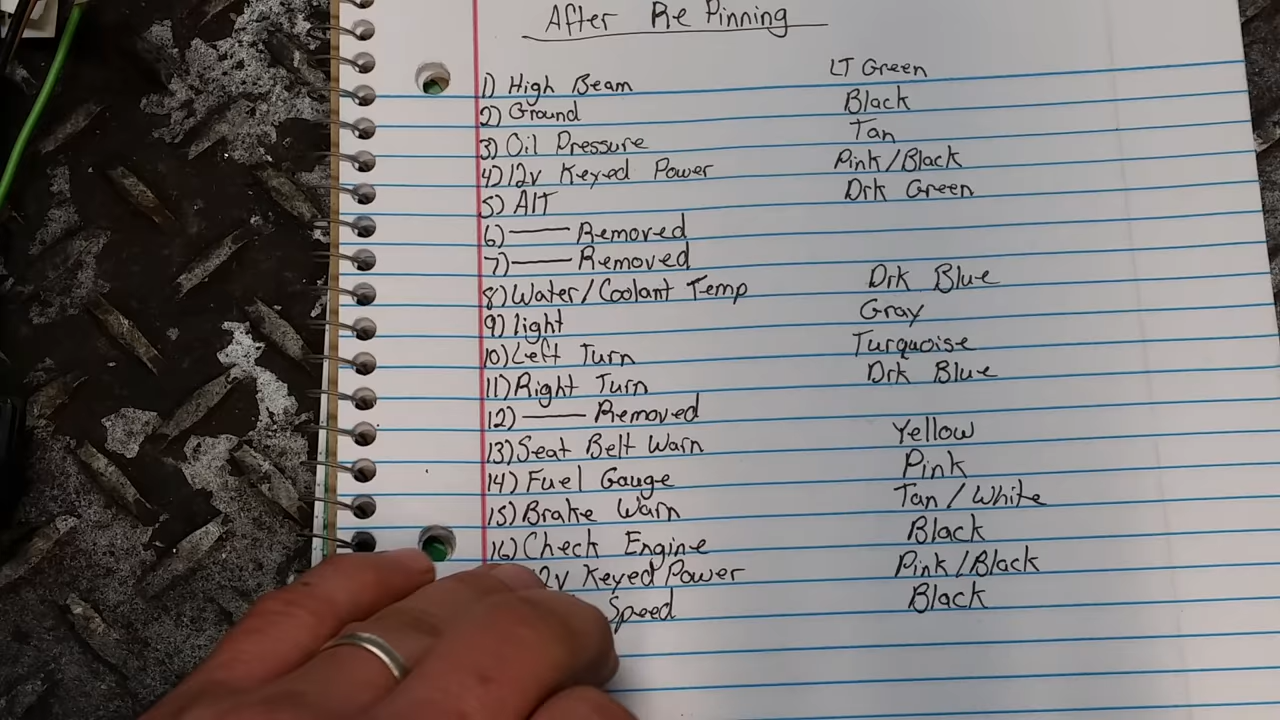 After Re Pinning
1) High Beam LT Green
2) Ground Black
3) Oil Pressure Tan
4) 12v Keyed Power Pink/Black
5) Alt Drk Green
6) —— Removed
7) —— Removed
8) Water/Coolant Temp Drk Blue
9) light Gray
10) Left Turn Turquoise
11) Right Turn Drk Blue
12) —— Removed
13) Seat Belt Warn Yellow
14) Fuel Gauge Pink
15) Brake Warn Tan/White
16) Check Engine Black
2v Keyed Power Pink/Black
Speed Black